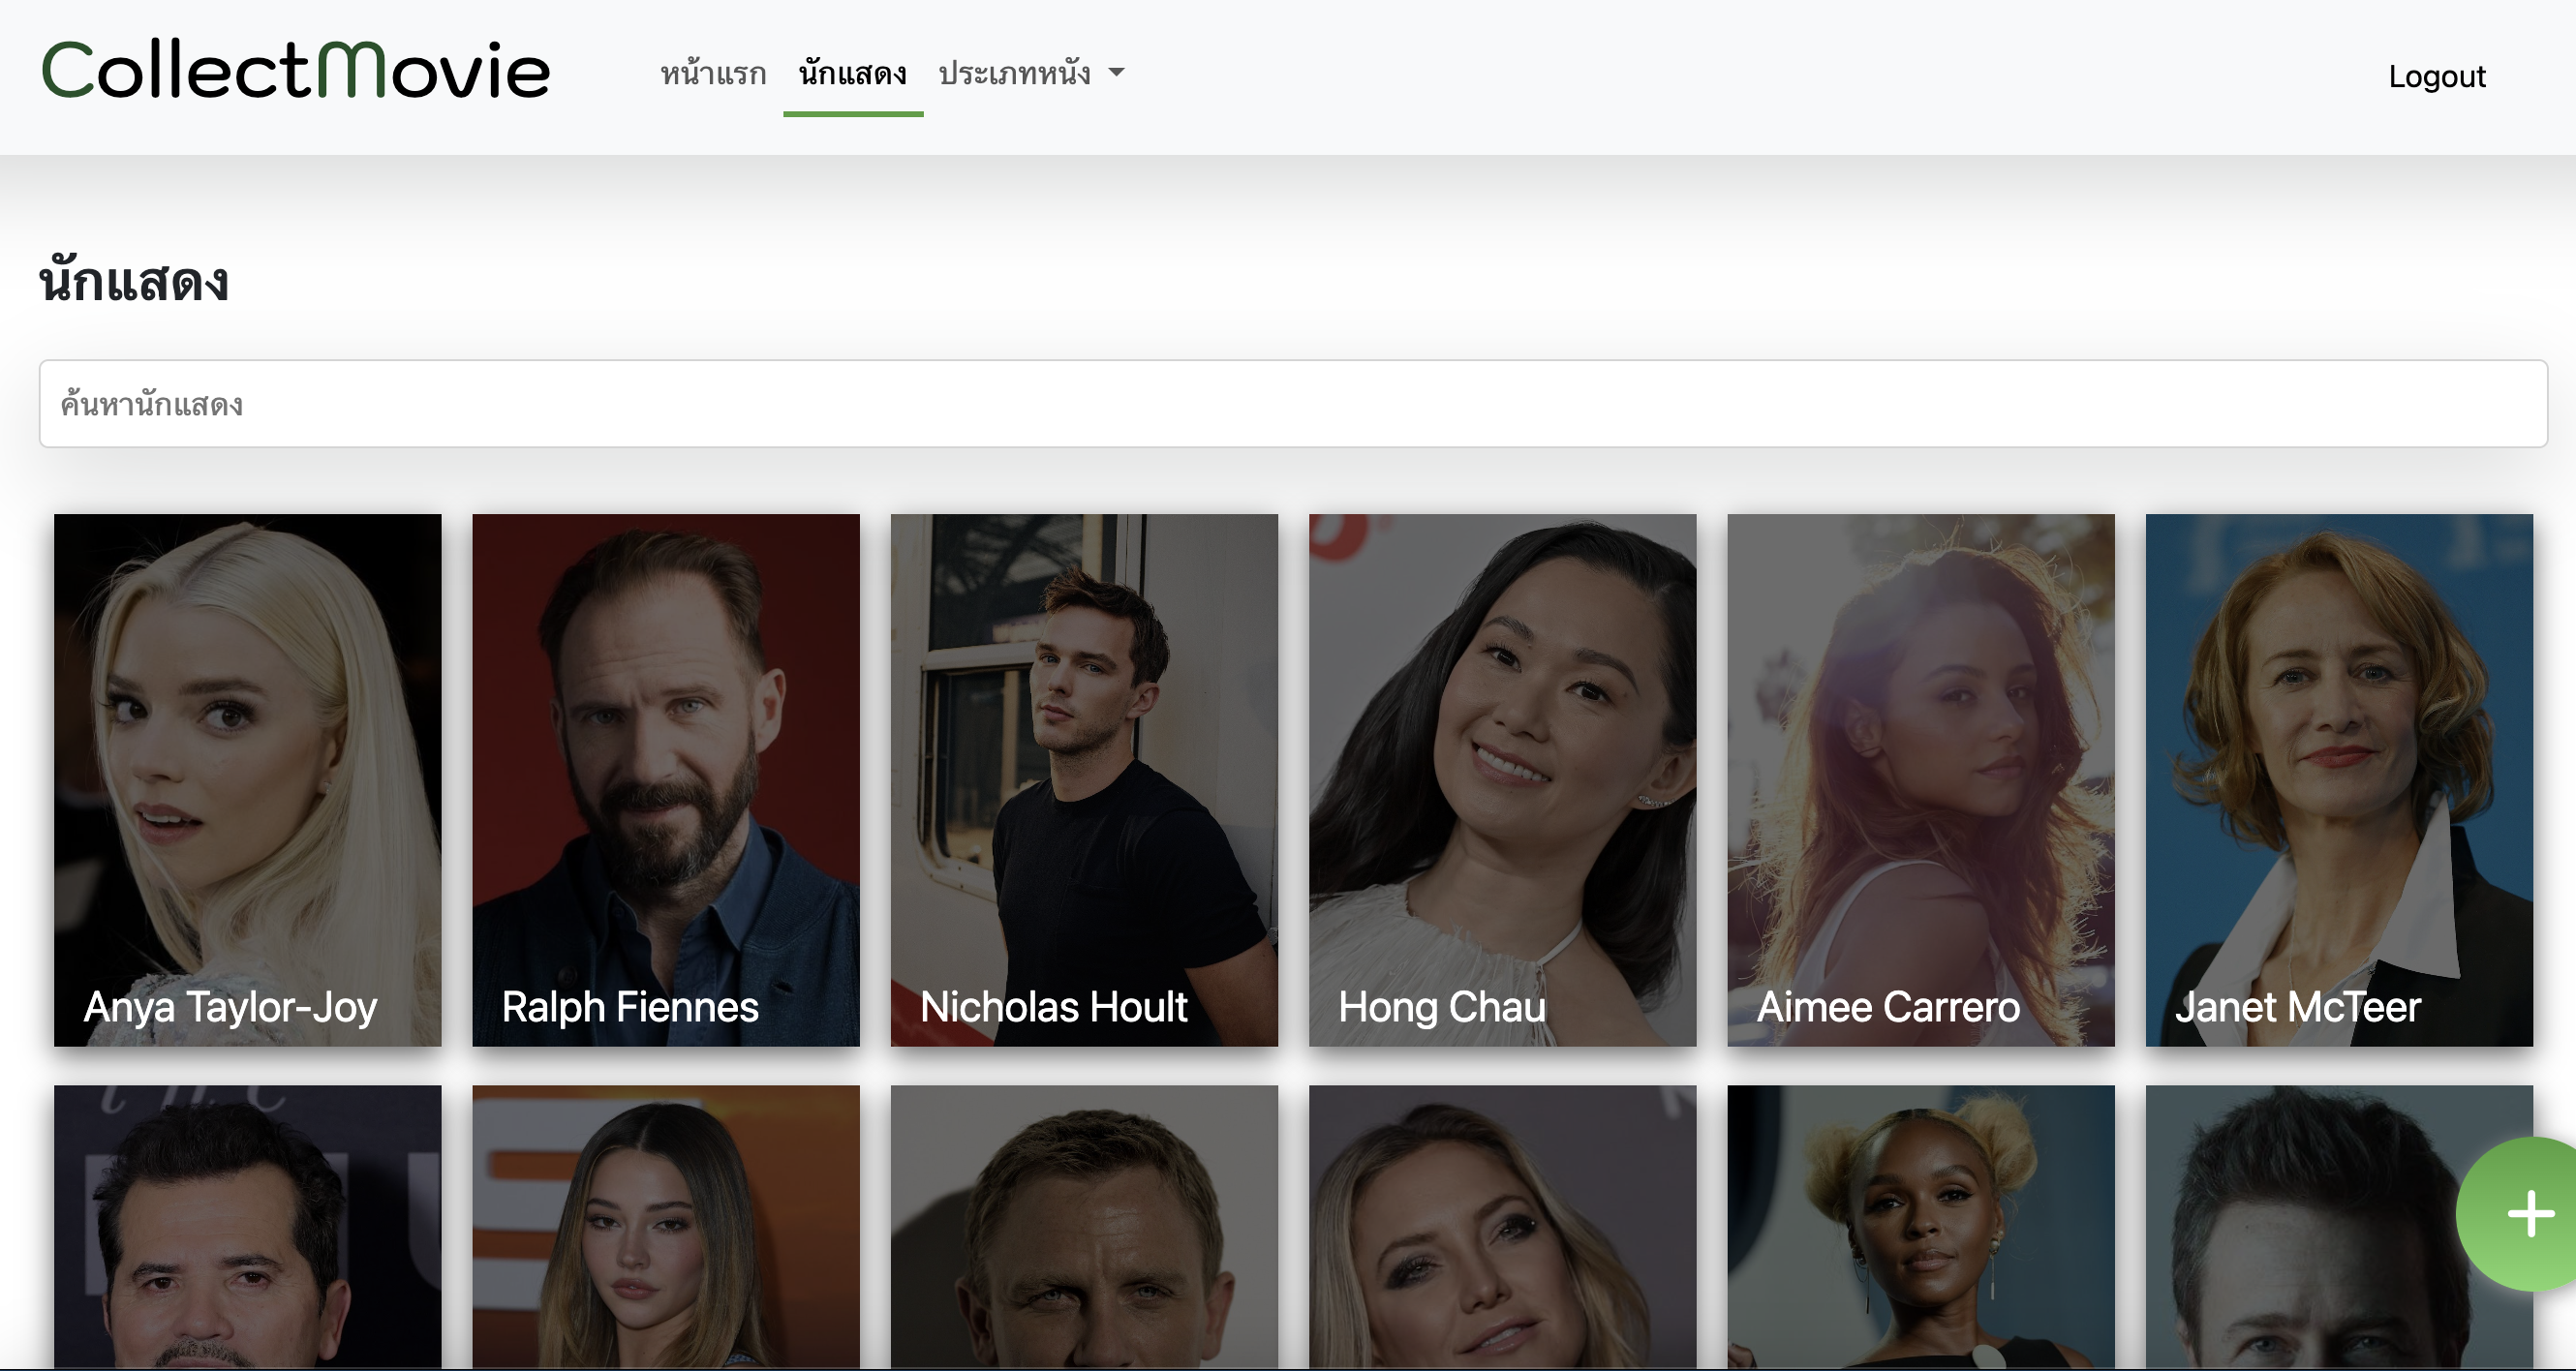 CollectMovie
หน้าแรก นักแสดง ประเภทหนัง
Logout
นักแสดง
ค้นหานักแสดง
Anya Taylor-Joy
Ralph Fiennes
Nicholas Hoult
Hong Chau
Aimee Carrero
Janet McTeer